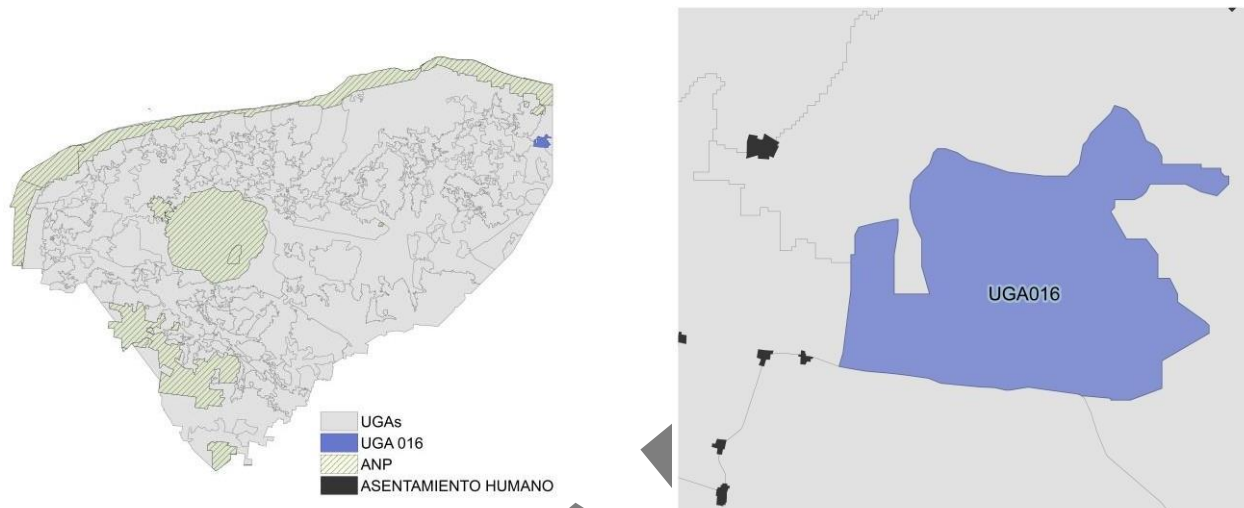 UGAs
UGA 016
ANP
ASENTAMIENTO HUMANO
UGA016